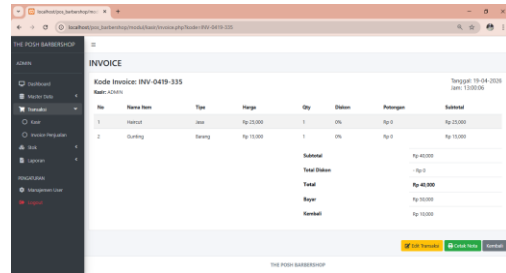 localhost/pos_barbershop/modul/kasir/invoice.php?kode=INV-0419-335
THE POSH BARBERSHOP
ADMIN
Dashboard
Master Data
Transaksi
Kasir
Invoice Penjualan
Stok
Laporan
PENGATURAN
Manajemen User
Logout
INVOICE
Kode Invoice: INV-0419-335
Kasir: ADMIN
Tanggal: 19-04-2026
Jam: 13:00:06
No Nama Item Tipe Harga Qty Diskon Potongan Subtotal
1 Haircut Jasa Rp 25,000 1 0% Rp 0 Rp 25,000
2 Gunting Barang Rp 15,000 1 0% Rp 0 Rp 15,000
Subtotal Rp 40,000
Total Diskon - Rp 0
Total Rp 40,000
Bayar Rp 50,000
Kembali Rp 10,000
Edit Transaksi Cetak Nota Kembali
THE POSH BARBERSHOP